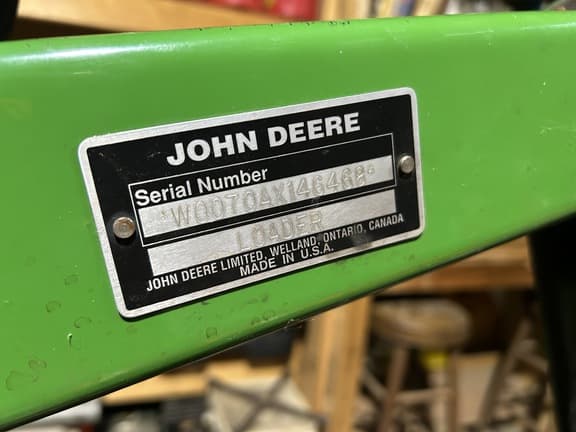 JOHN DEERE
Serial Number
*W00704X146468*
LOADER
JOHN DEERE LIMITED, WELLAND, ONTARIO, CANADA
MADE IN U.S.A.